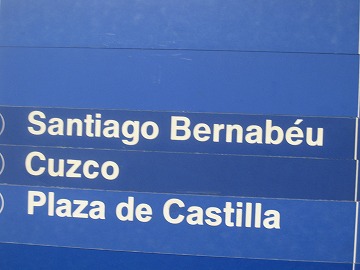 Santiago Bernabéu
Cuzco
Plaza de Castilla